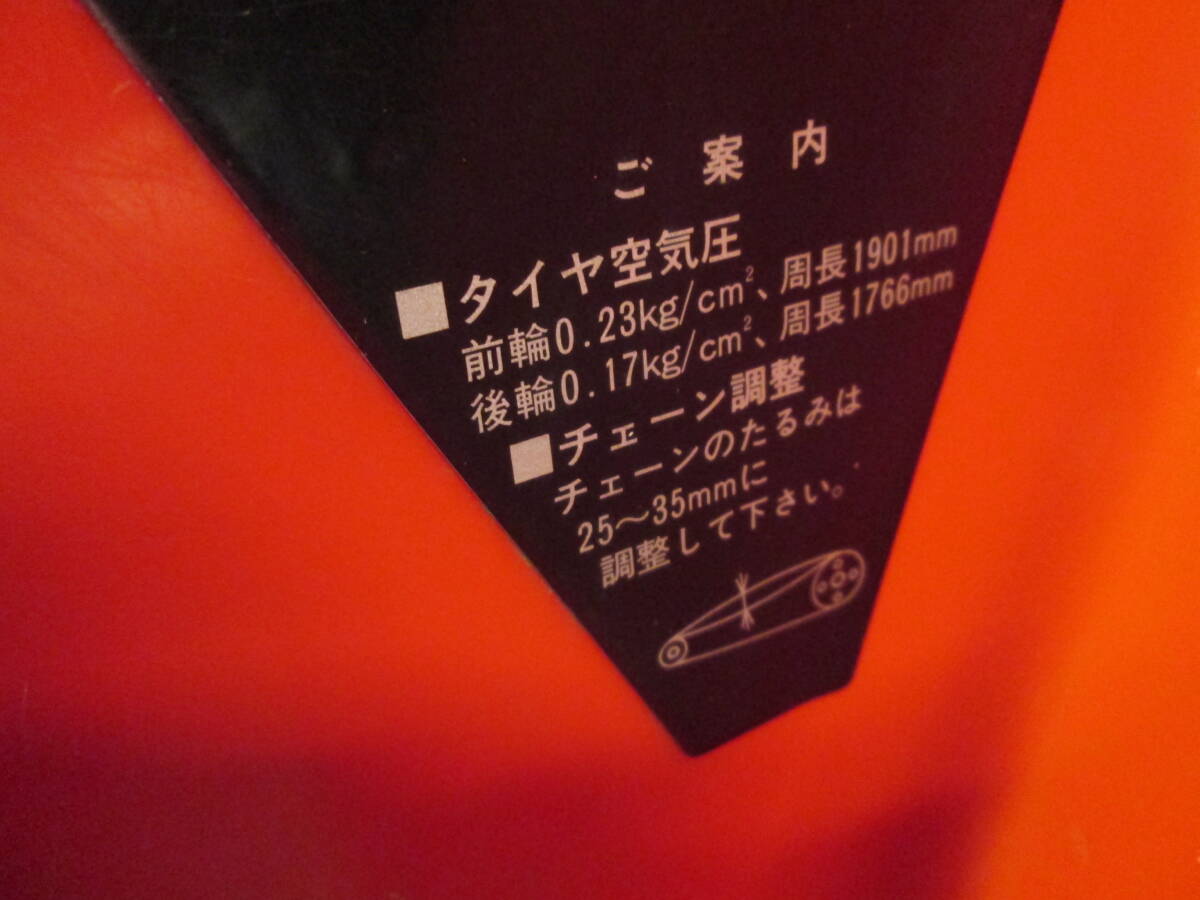 ご案内
■タイヤ空気圧
前輪0.23kg/cm²、周長1901mm
後輪0.17kg/cm²、周長1766mm
■チェーン調整
チェーンのたるみは
25～35mmに
調整して下さい。